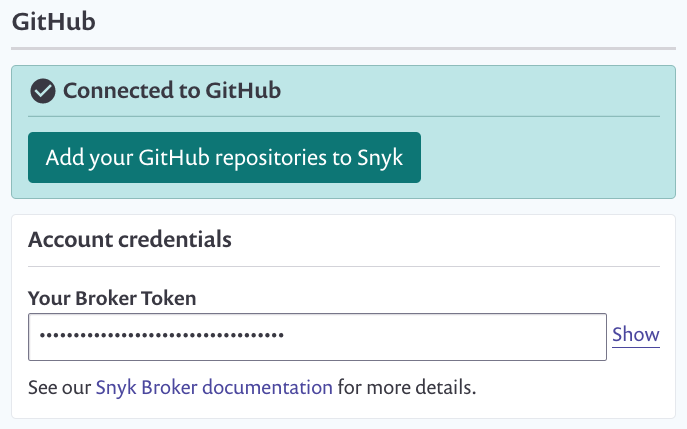 GitHub
Connected to GitHub
Add your GitHub repositories to Snyk
Account credentials
Your Broker Token
••••••••••••••••••••••••••••••••••••
Show
See our Snyk Broker documentation for more details.